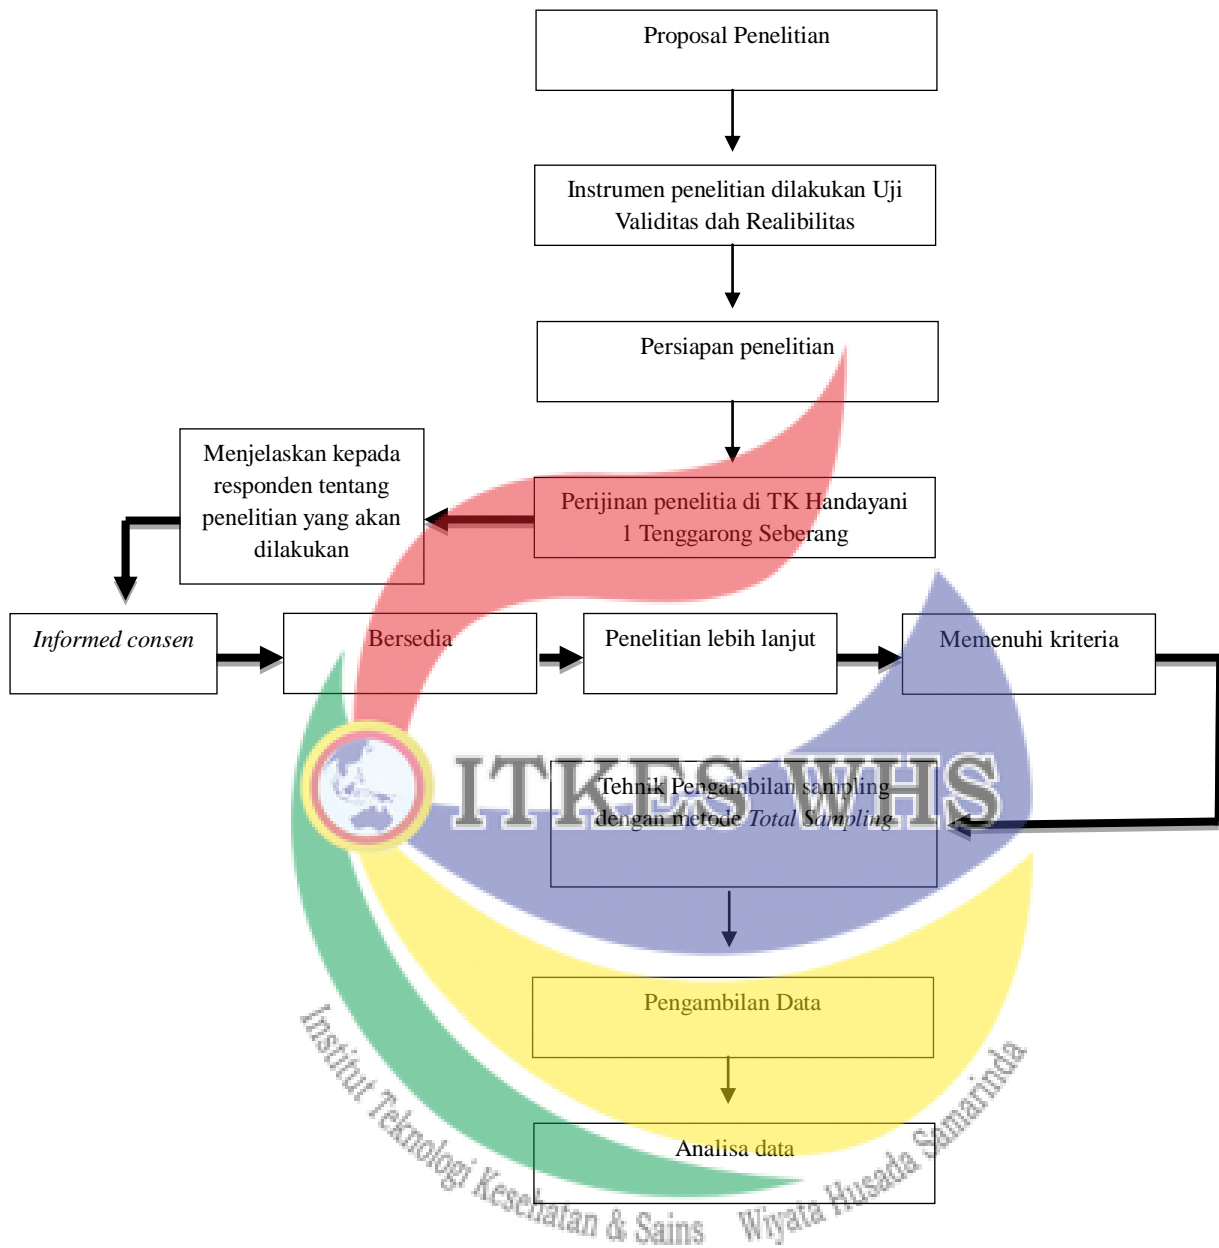 Proposal Penelitian
Instrumen penelitian dilakukan Uji
Validitas dah Realibilitas
Persiapan penelitian
Menjelaskan kepada
responden tentang
penelitian yang akan
dilakukan
Perijinan penelitia di TK Handayani
1 Tenggarong Seberang
Informed consen
Bersedia
Penelitian lebih lanjut
Memenuhi kriteria
ITKES WHS
Tehnik Pengambilan sampling
dengan metode Total Sampling
Pengambilan Data
Analisa data
Institut Teknologi Kesehatan & Sains Wiyata Husada Samarinda